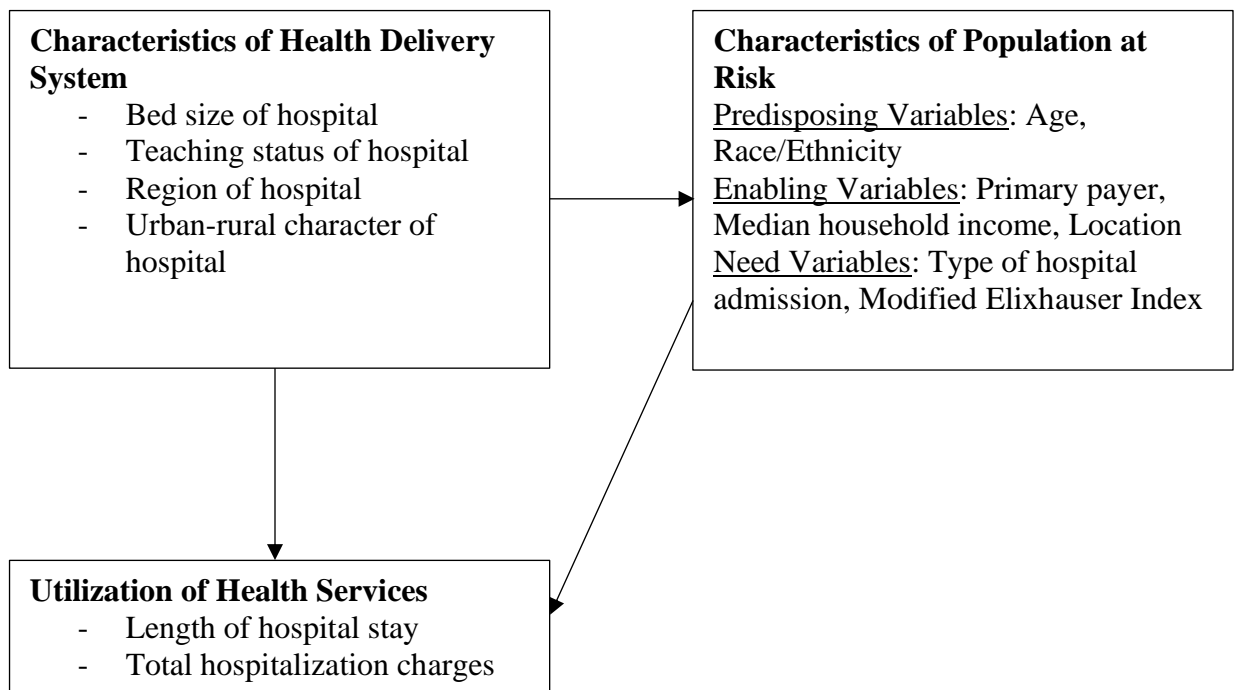 Characteristics of Health Delivery
System
- Bed size of hospital
- Teaching status of hospital
- Region of hospital
- Urban-rural character of
hospital
Characteristics of Population at
Risk
Predisposing Variables: Age,
Race/Ethnicity
Enabling Variables: Primary payer,
Median household income, Location
Need Variables: Type of hospital
admission, Modified Elixhauser Index
Utilization of Health Services
- Length of hospital stay
- Total hospitalization charges